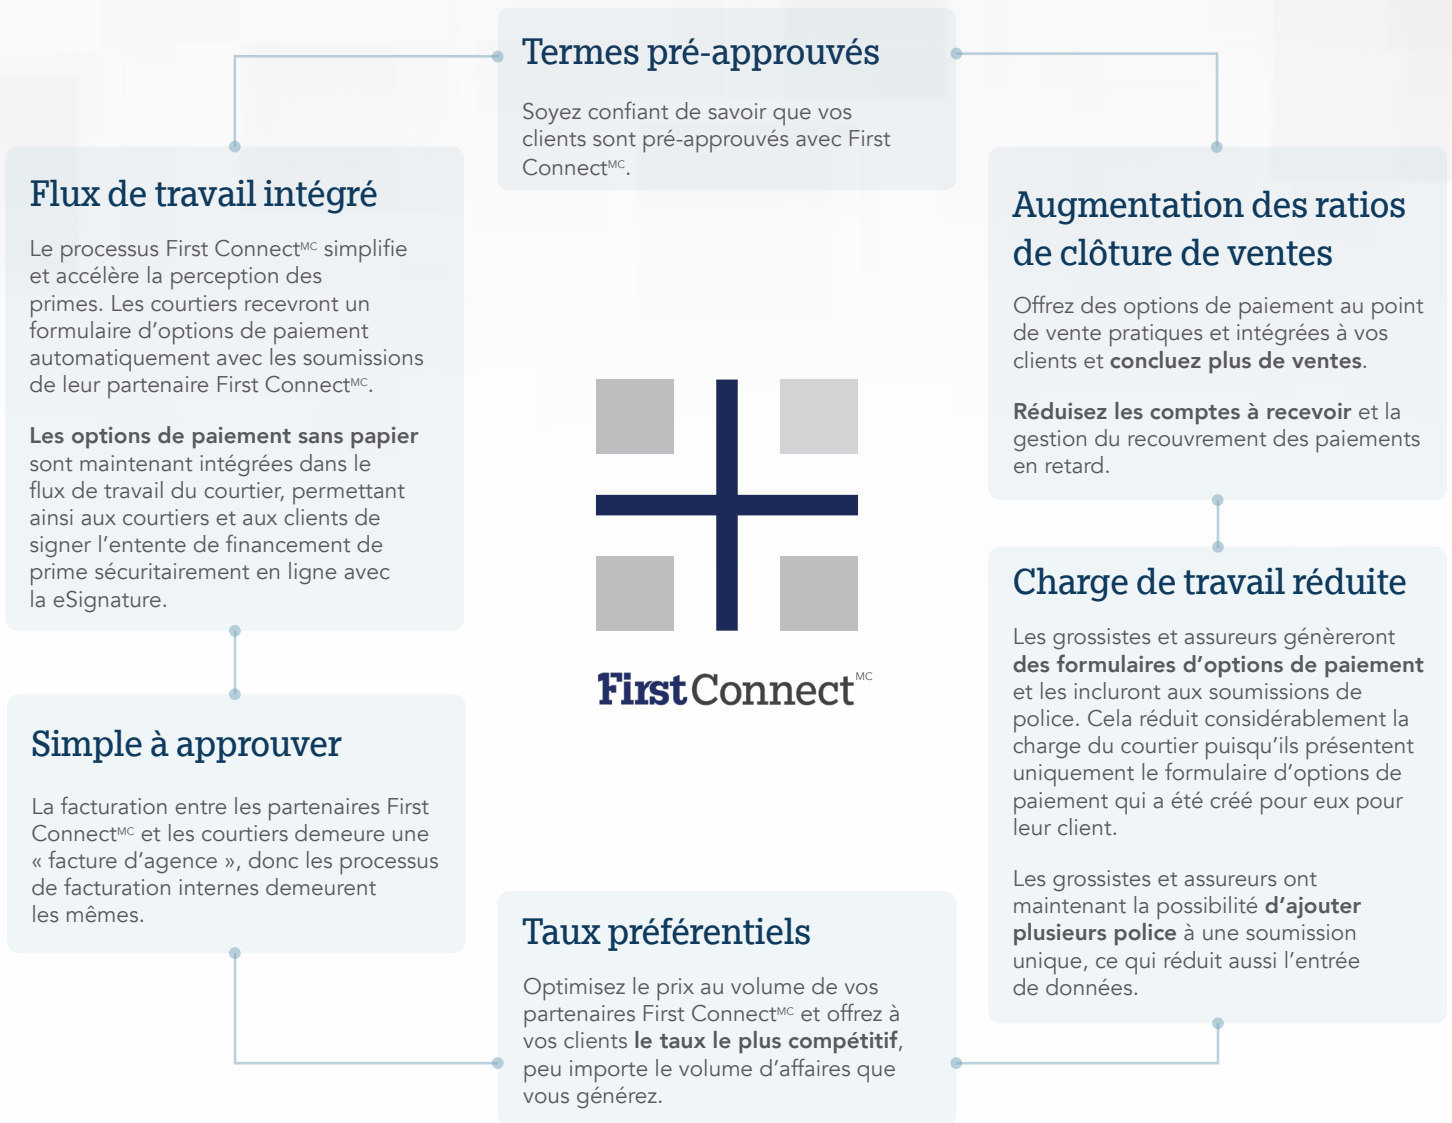 Termes pré-approuvés
Soyez confiant de savoir que vos
clients sont pré-approuvés avec First
Connectᴹᶜ.
Flux de travail intégré
Le processus First Connectᴹᶜ simplifie
et accélère la perception des
primes. Les courtiers recevront un
formulaire d’options de paiement
automatiquement avec les soumissions
de leur partenaire First Connectᴹᶜ.
Les options de paiement sans papier
sont maintenant intégrées dans le
flux de travail du courtier, permettant
ainsi aux courtiers et aux clients de
signer l’entente de financement de
prime sécuritairement en ligne avec
la eSignature.
Simple à approuver
La facturation entre les partenaires First
Connectᴹᶜ et les courtiers demeure une
« facture d’agence », donc les processus
de facturation internes demeurent
les mêmes.
FirstConnectᴹᶜ
Taux préférentiels
Optimisez le prix au volume de vos
partenaires First Connectᴹᶜ et offrez à
vos clients le taux le plus compétitif,
peu importe le volume d’affaires que
vous générez.
Augmentation des ratios
de clôture de ventes
Offrez des options de paiement au point
de vente pratiques et intégrées à vos
clients et concluez plus de ventes.
Réduisez les comptes à recevoir et la
gestion du recouvrement des paiements
en retard.
Charge de travail réduite
Les grossistes et assureurs génèreront
des formulaires d’options de paiement
et les incluront aux soumissions de
police. Cela réduit considérablement la
charge du courtier puisqu’ils présentent
uniquement le formulaire d’options de
paiement qui a été créé pour eux pour
leur client.
Les grossistes et assureurs ont
maintenant la possibilité d’ajouter
plusieurs police à une soumission
unique, ce qui réduit aussi l’entrée
de données.